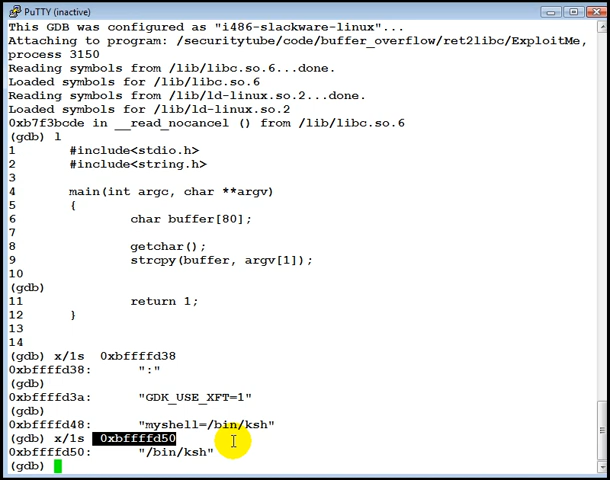 PuTTY (inactive)
This GDB was configured as "i486-slackware-linux"...
Attaching to program: /securitytube/code/buffer_overflow/ret2libc/ExploitMe,
process 3150
Reading symbols from /lib/libc.so.6...done.
Loaded symbols for /lib/libc.so.6
Reading symbols from /lib/ld-linux.so.2...done.
Loaded symbols for /lib/ld-linux.so.2
0xb7f3bcde in __read_nocancel () from /lib/libc.so.6
(gdb) l
1 #include<stdio.h>
2 #include<string.h>
3
4 main(int argc, char **argv)
5 {
6 char buffer[80];
7
8 getchar();
9 strcpy(buffer, argv[1]);
10
(gdb)
11 return 1;
12 }
13
14
(gdb) x/1s 0xbffffd38
0xbffffd38: ":"
(gdb)
0xbffffd3a: "GDK_USE_XFT=1"
(gdb)
0xbffffd48: "myshell=/bin/ksh"
(gdb) x/1s 0xbffffd50
0xbffffd50: "/bin/ksh"
(gdb)